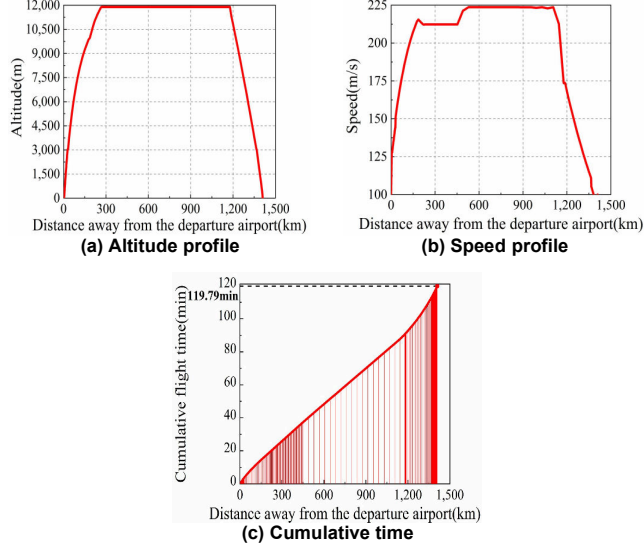 12,000
10,500
9,000
7,500
6,000
4,500
3,000
1,500
0
Altitude(m)
0 300 600 900 1,200 1,500
Distance away from the departure airport(km)
(a) Altitude profile
225
200
175
150
125
100
Speed(m/s)
0 300 600 900 1,200 1,500
Distance away from the departure airport(km)
(b) Speed profile
120
119.79min
100
80
60
40
20
0
Cumulative flight time(min)
0 300 600 900 1,200 1,500
Distance away from the departure airport(km)
(c) Cumulative time